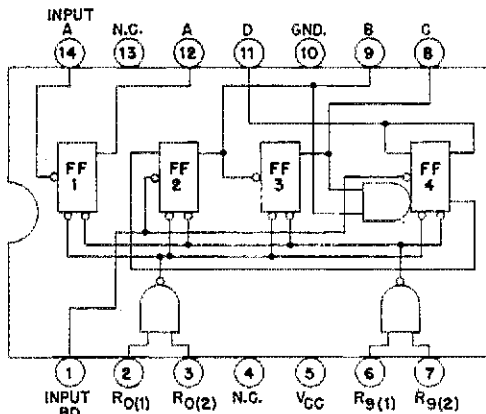 INPUT
A N.C. A D GND. B C
14 13 12 11 10 9 8
FF 1
FF 2
FF 3
FF 4
1 2 3 4 5 6 7
INPUT BD
R0(1) R0(2) N.C. VCC R9(1) R9(2)